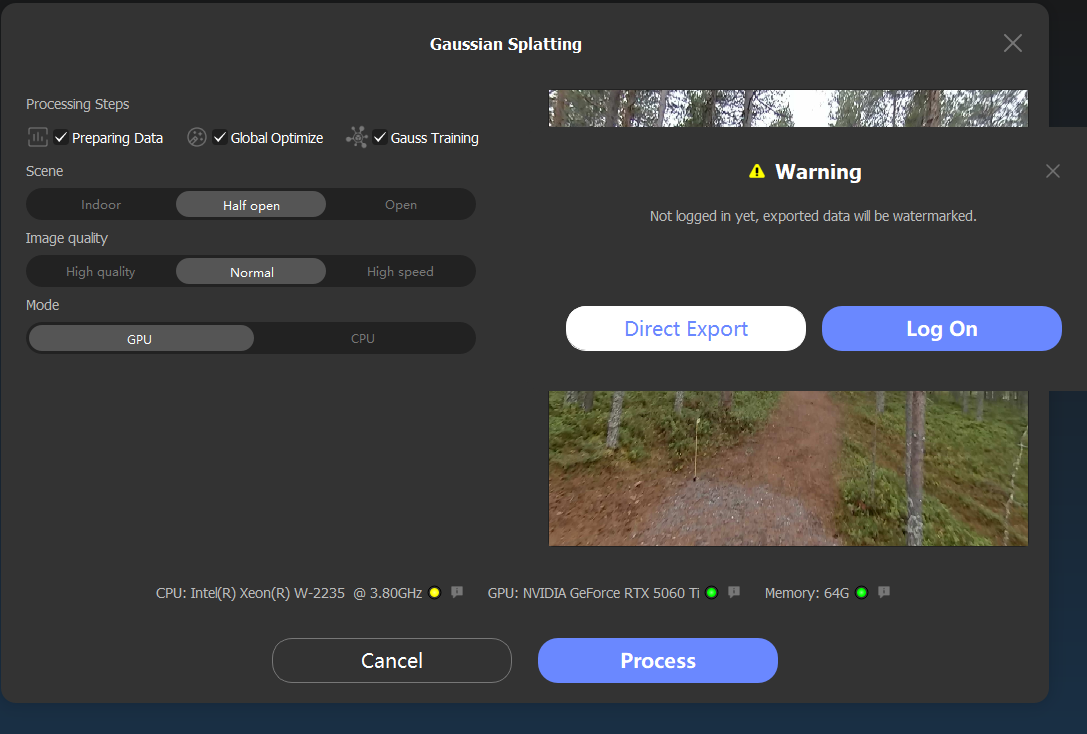 Gaussian Splatting
Processing Steps
Preparing Data
Global Optimize
Gauss Training
Scene
Indoor
Half open
Open
Image quality
High quality
Normal
High speed
Mode
GPU
CPU
Warning
Not logged in yet, exported data will be watermarked.
Direct Export
Log On
CPU: Intel(R) Xeon(R) W-2235 @ 3.80GHz
GPU: NVIDIA GeForce RTX 5060 Ti
Memory: 64G
Cancel
Process